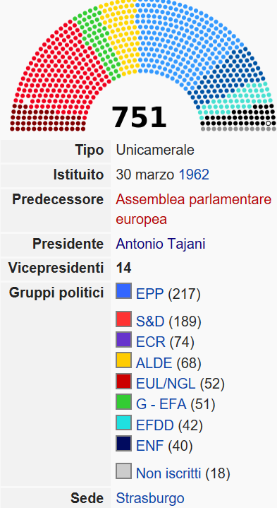 751
Tipo Unicamerale
Istituito 30 marzo 1962
Predecessore Assemblea parlamentare
europea
Presidente Antonio Tajani
Vicepresidenti 14
Gruppi politici EPP (217)
S&D (189)
ECR (74)
ALDE (68)
EUL/NGL (52)
G - EFA (51)
EFDD (42)
ENF (40)
Non iscritti (18)
Sede Strasburgo